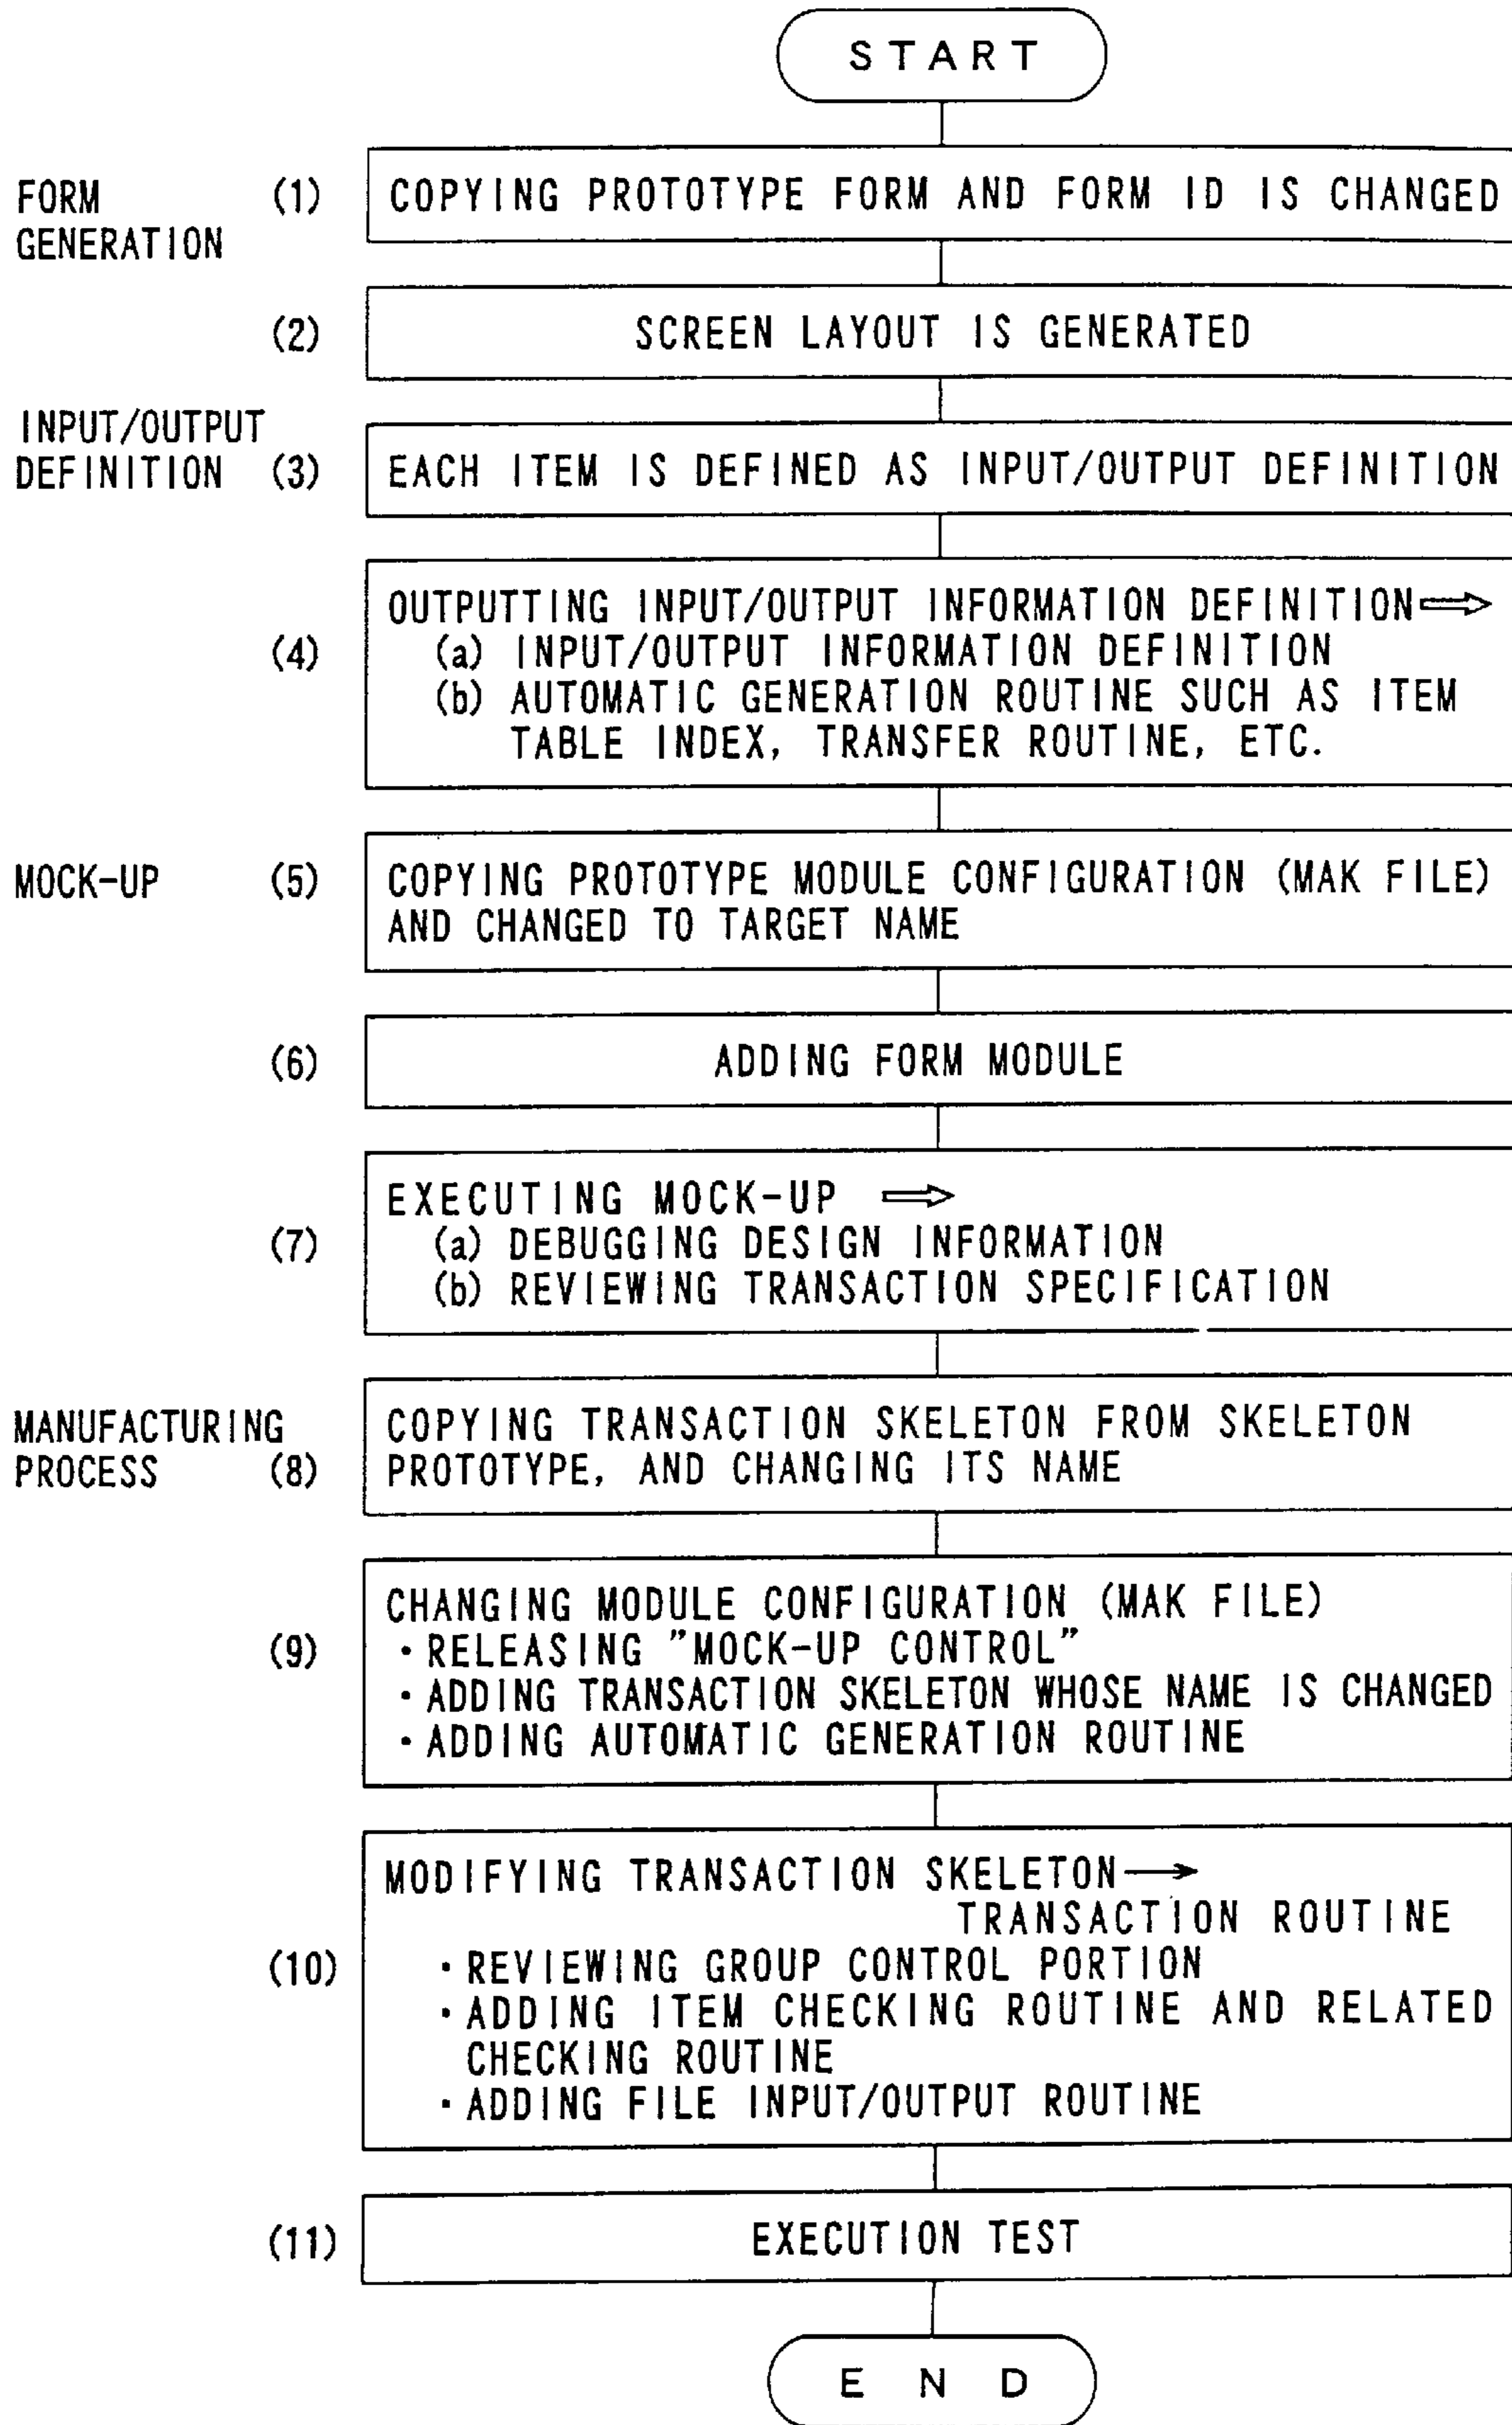 START
FORM
GENERATION
(1)
COPYING PROTOTYPE FORM AND FORM ID IS CHANGED
(2)
SCREEN LAYOUT IS GENERATED
INPUT/OUTPUT
DEFINITION (3)
EACH ITEM IS DEFINED AS INPUT/OUTPUT DEFINITION
(4)
OUTPUTTING INPUT/OUTPUT INFORMATION DEFINITION⇒
(a) INPUT/OUTPUT INFORMATION DEFINITION
(b) AUTOMATIC GENERATION ROUTINE SUCH AS ITEM
TABLE INDEX, TRANSFER ROUTINE, ETC.
MOCK-UP (5)
COPYING PROTOTYPE MODULE CONFIGURATION (MAK FILE)
AND CHANGED TO TARGET NAME
(6)
ADDING FORM MODULE
(7)
EXECUTING MOCK-UP ⇒
(a) DEBUGGING DESIGN INFORMATION
(b) REVIEWING TRANSACTION SPECIFICATION
MANUFACTURING
PROCESS (8)
COPYING TRANSACTION SKELETON FROM SKELETON
PROTOTYPE, AND CHANGING ITS NAME
(9)
CHANGING MODULE CONFIGURATION (MAK FILE)
・RELEASING "MOCK-UP CONTROL"
・ADDING TRANSACTION SKELETON WHOSE NAME IS CHANGED
・ADDING AUTOMATIC GENERATION ROUTINE
(10)
MODIFYING TRANSACTION SKELETON→
TRANSACTION ROUTINE
・REVIEWING GROUP CONTROL PORTION
・ADDING ITEM CHECKING ROUTINE AND RELATED
CHECKING ROUTINE
・ADDING FILE INPUT/OUTPUT ROUTINE
(11)
EXECUTION TEST
END